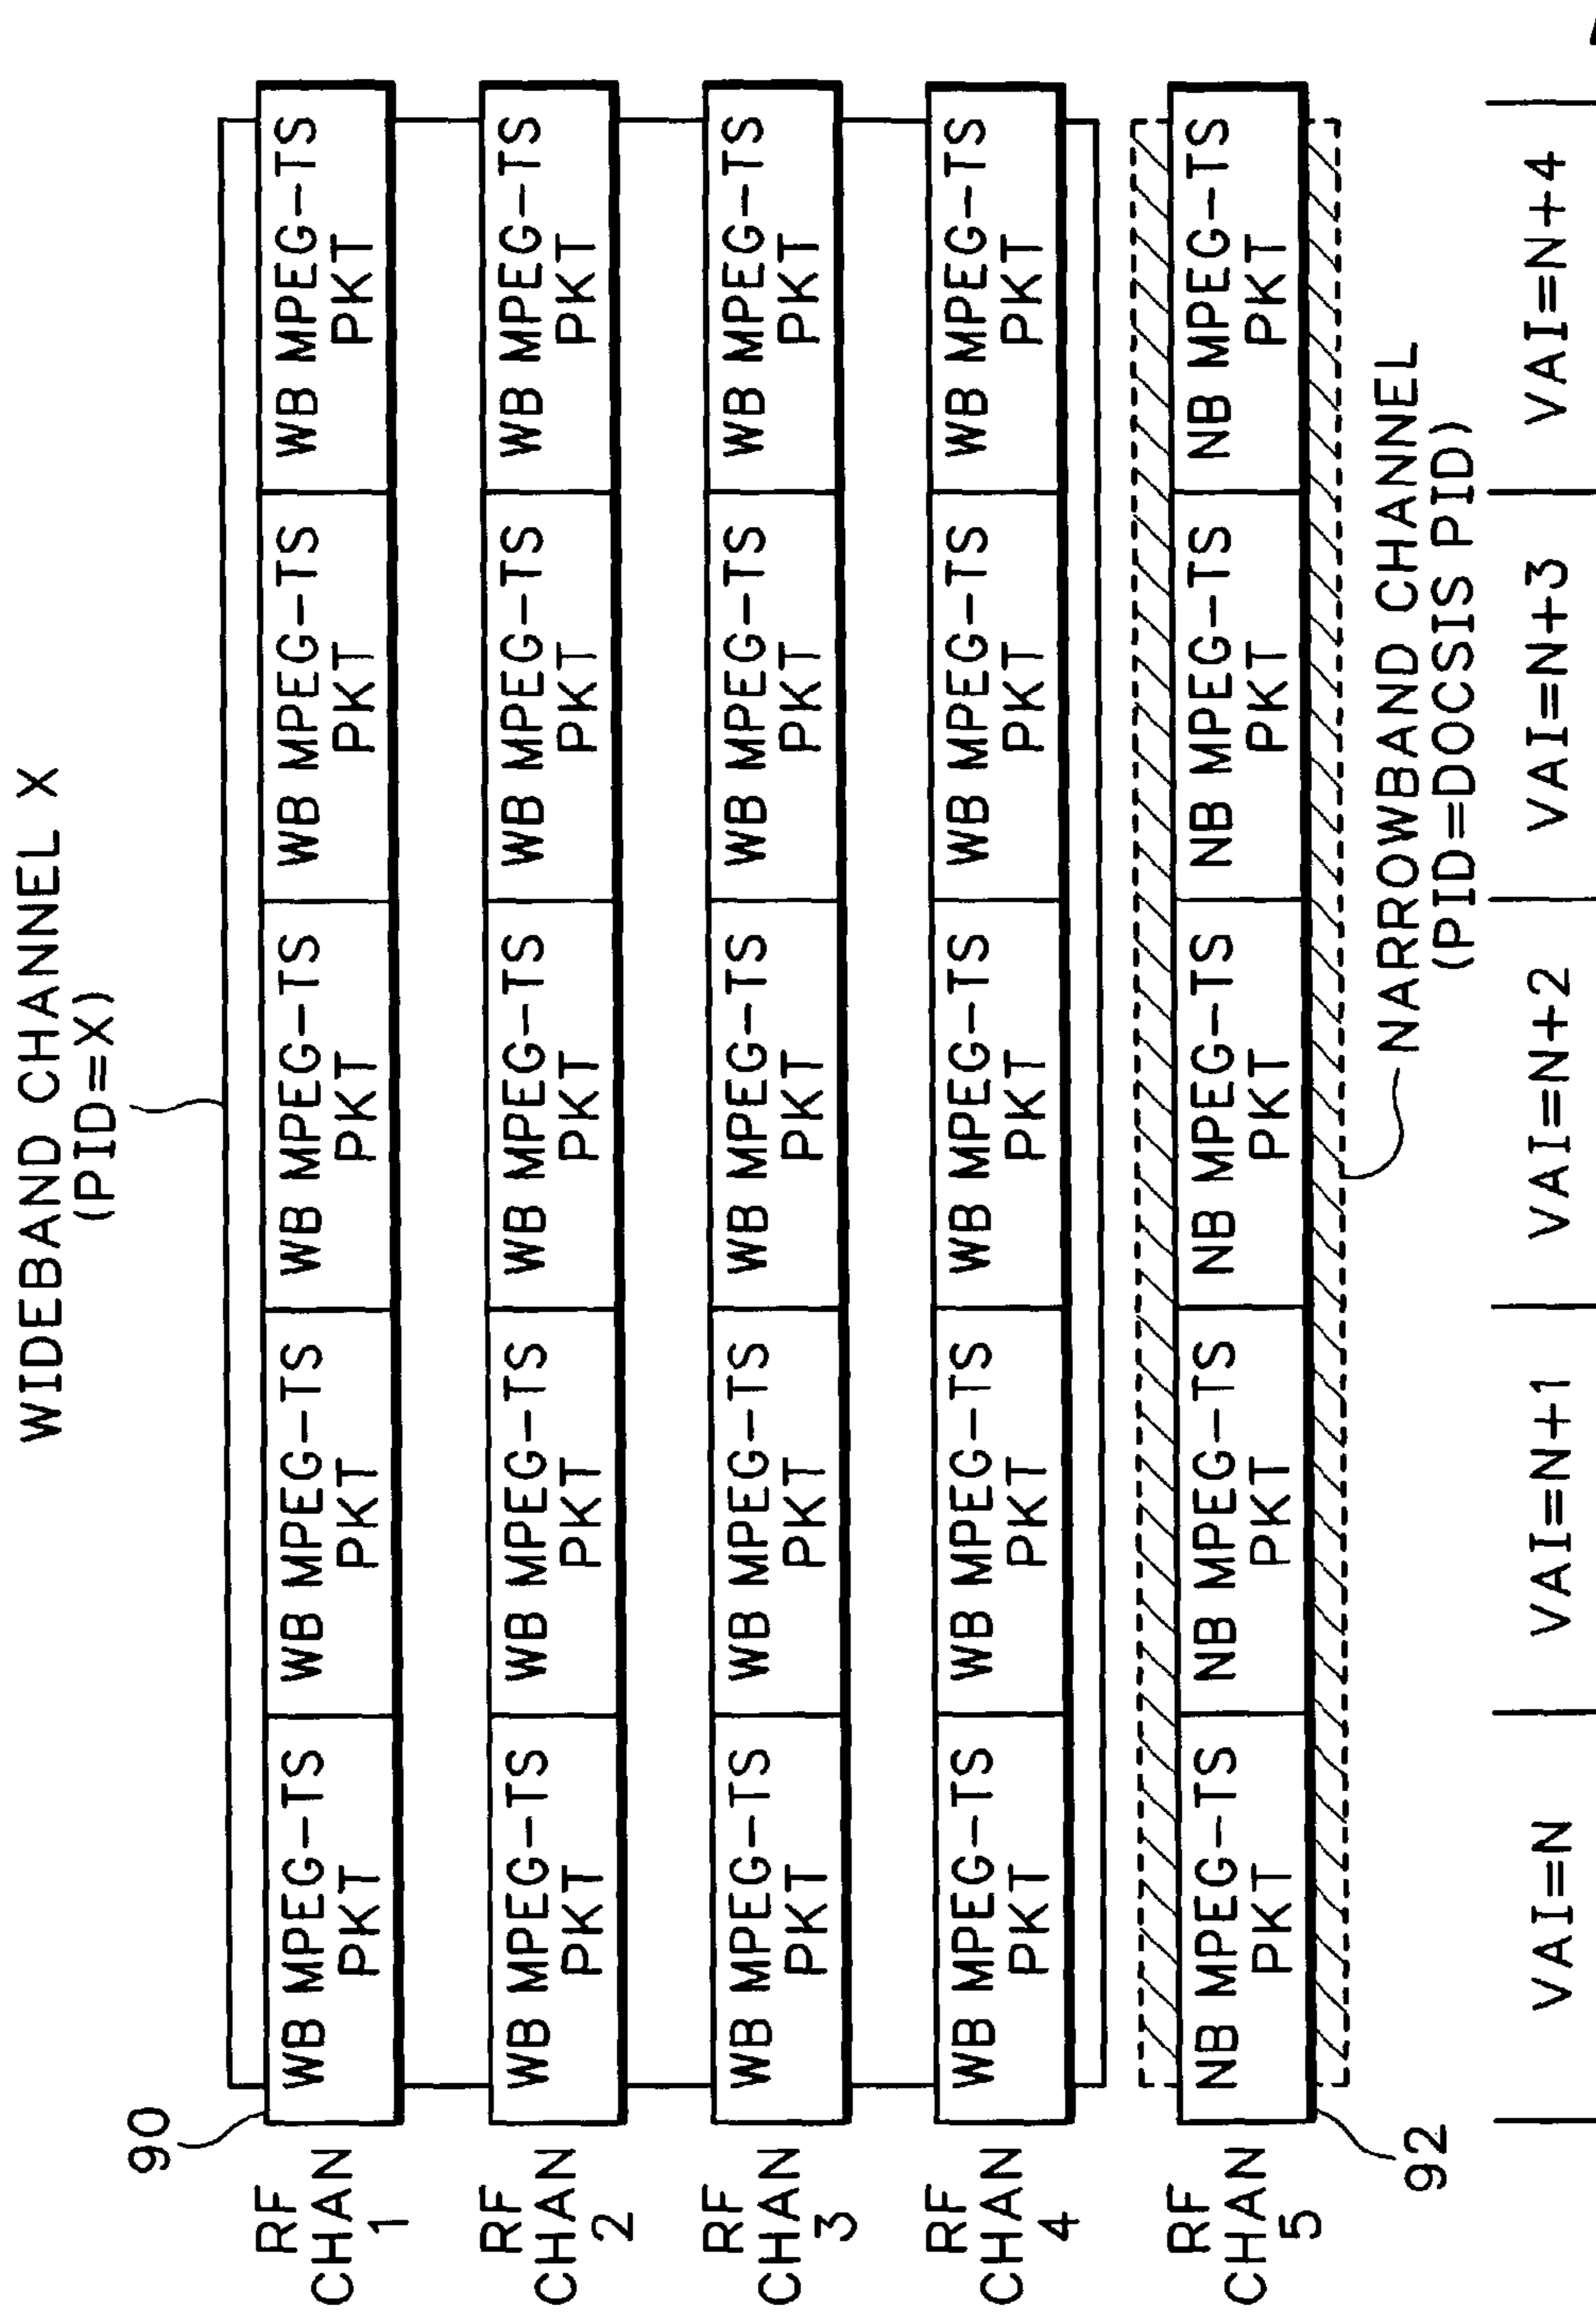 WIDEBAND CHANNEL X
(PID=X)
90
RF
CHAN
1
WB MPEG-TS
PKT
WB MPEG-TS
PKT
WB MPEG-TS
PKT
WB MPEG-TS
PKT
WB MPEG-TS
PKT
RF
CHAN
2
WB MPEG-TS
PKT
WB MPEG-TS
PKT
WB MPEG-TS
PKT
WB MPEG-TS
PKT
WB MPEG-TS
PKT
RF
CHAN
3
WB MPEG-TS
PKT
WB MPEG-TS
PKT
WB MPEG-TS
PKT
WB MPEG-TS
PKT
WB MPEG-TS
PKT
RF
CHAN
4
WB MPEG-TS
PKT
WB MPEG-TS
PKT
WB MPEG-TS
PKT
WB MPEG-TS
PKT
WB MPEG-TS
PKT
RF
CHAN
5
NB MPEG-TS
PKT
NB MPEG-TS
PKT
NB MPEG-TS
PKT
NB MPEG-TS
PKT
NB MPEG-TS
PKT
92
NARROWBAND CHANNEL
(PID=DOCSIS PID)
VAI=N
VAI=N+1
VAI=N+2
VAI=N+3
VAI=N+4